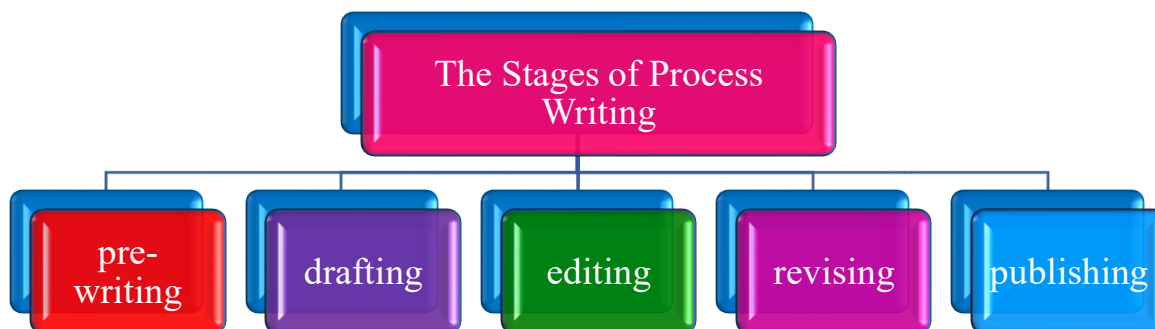 The Stages of Process
Writing
pre-
writing
drafting
editing
revising
publishing